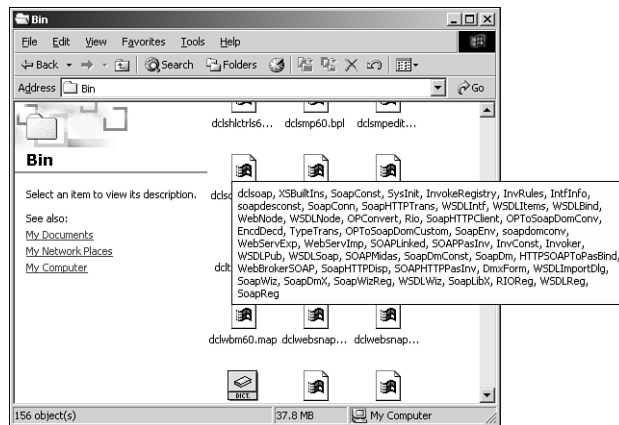 Bin
File Edit View Favorites Tools Help
Back Search Folders
Address Bin Go
dclshlctrls6... dclsmp60.bpl dclsmpedit...
Bin
Select an item to view its description.
See also:
My Documents
My Network Places
My Computer
dclsoap, XSBuiltIns, SoapConst, SysInit, InvokeRegistry, InvRules, IntfInfo,
soapdesconst, SoapConn, SoapHTTPTrans, WSDLIntf, WSDLItems, WSDLBind,
WebNode, WSDLNode, OPConvert, Rio, SoapHTTPClient, OPToSoapDomConv,
EncdDecd, TypeTrans, OPToSoapDomCustom, SoapEnv, soapdomconv,
WebServExp, WebServImp, SOAPLinked, SOAPPasInv, InvConst, Invoker,
WSDLPub, WSDLSoap, SOAPMidas, SoapDmConst, SoapDm, HTTPSOAPToPasBind,
WebBrokerSOAP, SoapHTTPDisp, SOAPHTTPPasInv, DmxForm, WSDLImportDlg,
SoapWiz, SoapDmX, SoapWizReg, WSDLWiz, SoapLibX, RIOReg, WSDLReg,
SoapReg
dclwbm60.map dclwebsnap... dclwebsnap...
DICT.
156 object(s) 37.8 MB My Computer